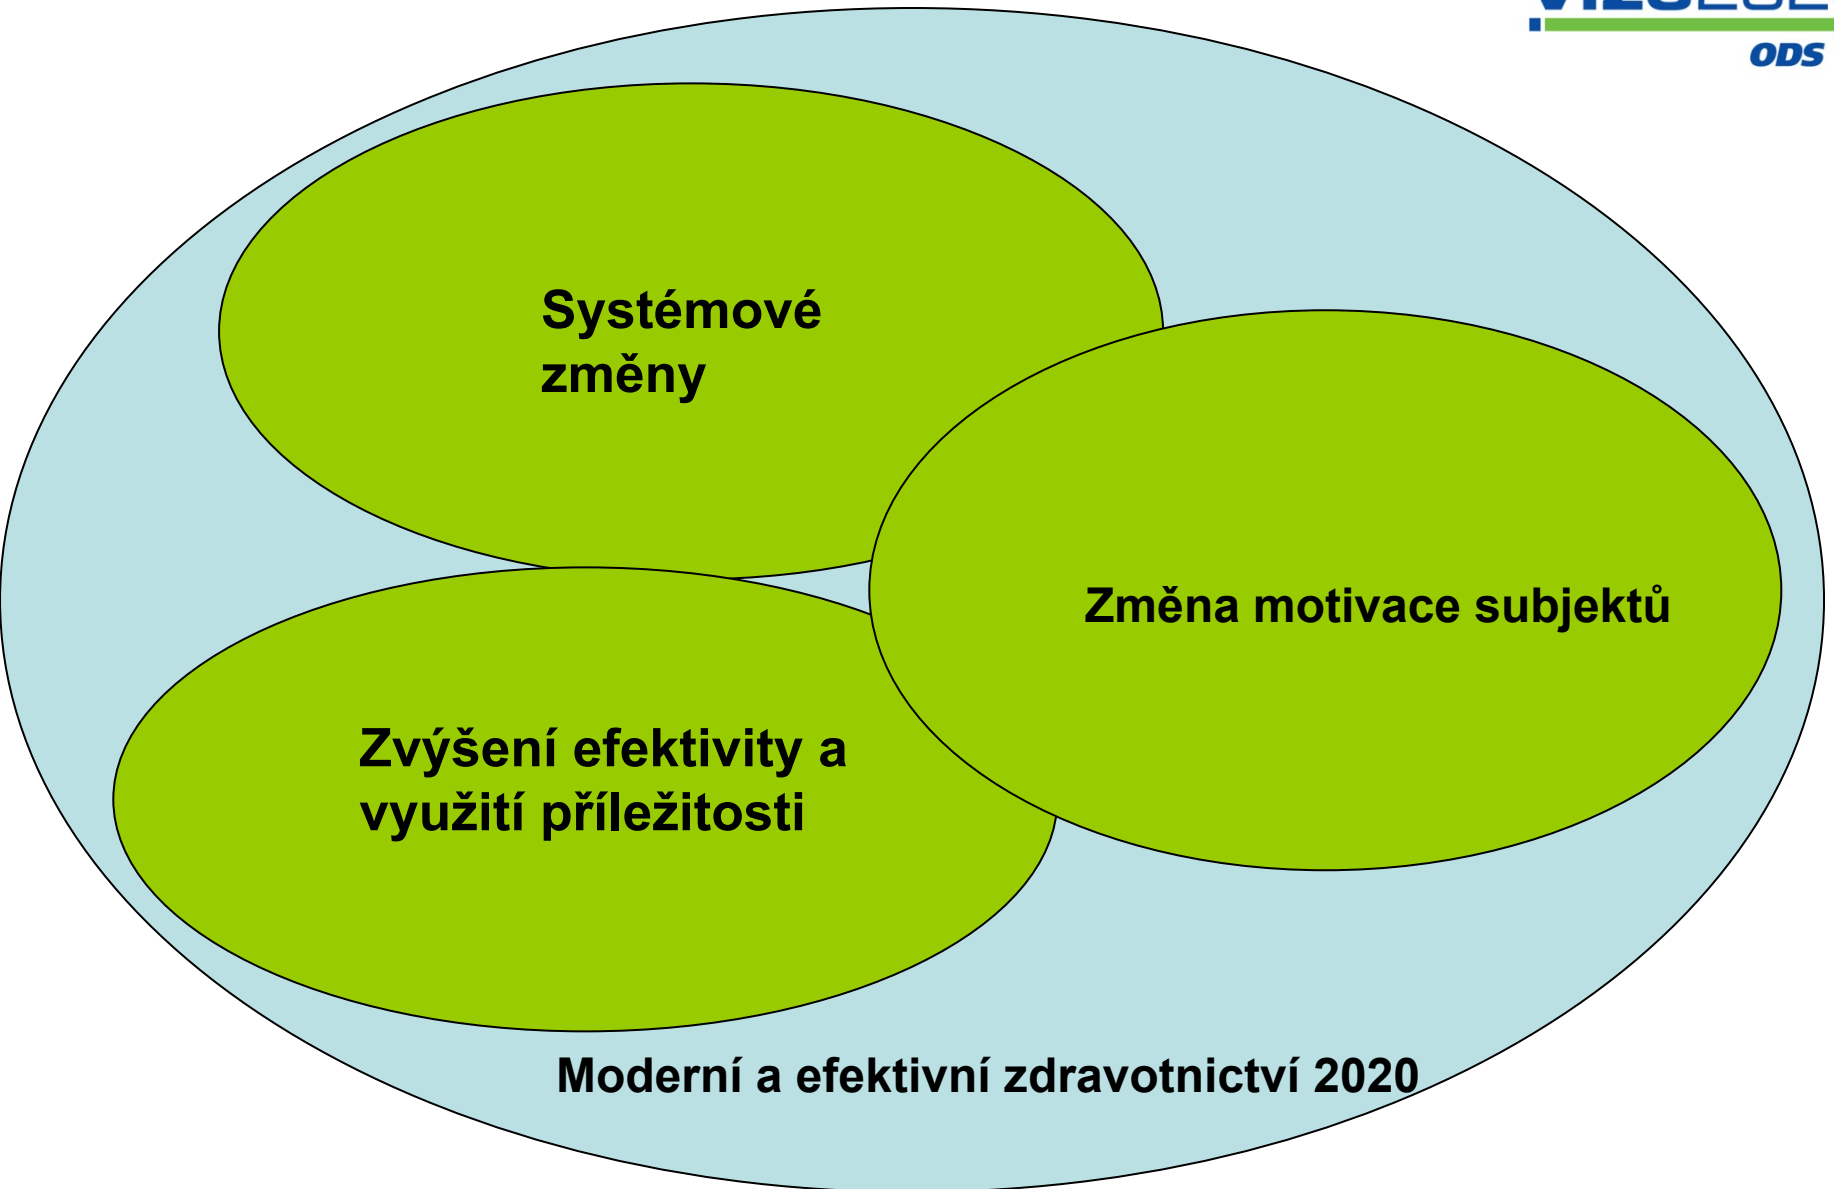 ODS
Systémové
změny
Změna motivace subjektů
Zvýšení efektivity a
využití příležitosti
Moderní a efektivní zdravotnictví 2020